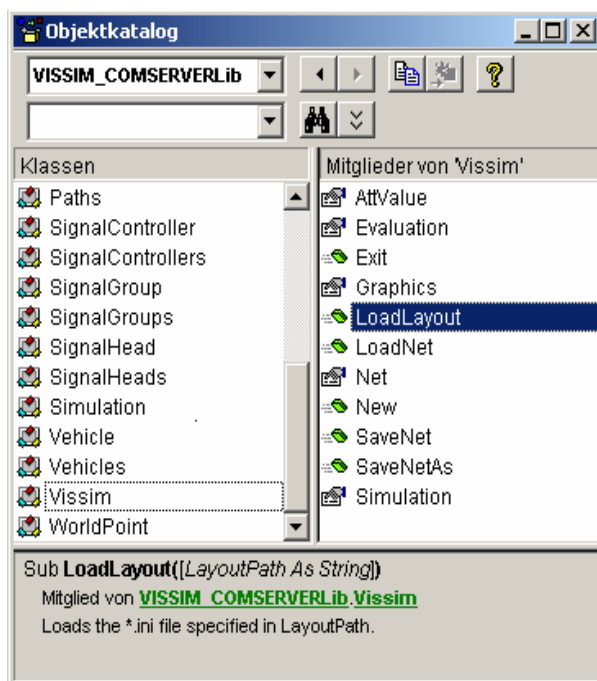 Objektkatalog
VISSIM_COMSERVERLib
Klassen
Paths
SignalController
SignalControllers
SignalGroup
SignalGroups
SignalHead
SignalHeads
Simulation
Vehicle
Vehicles
Vissim
WorldPoint
Mitglieder von 'Vissim'
AttValue
Evaluation
Exit
Graphics
LoadLayout
LoadNet
Net
New
SaveNet
SaveNetAs
Simulation
Sub LoadLayout([LayoutPath As String])
Mitglied von VISSIM_COMSERVERLib.Vissim
Loads the *.ini file specified in LayoutPath.